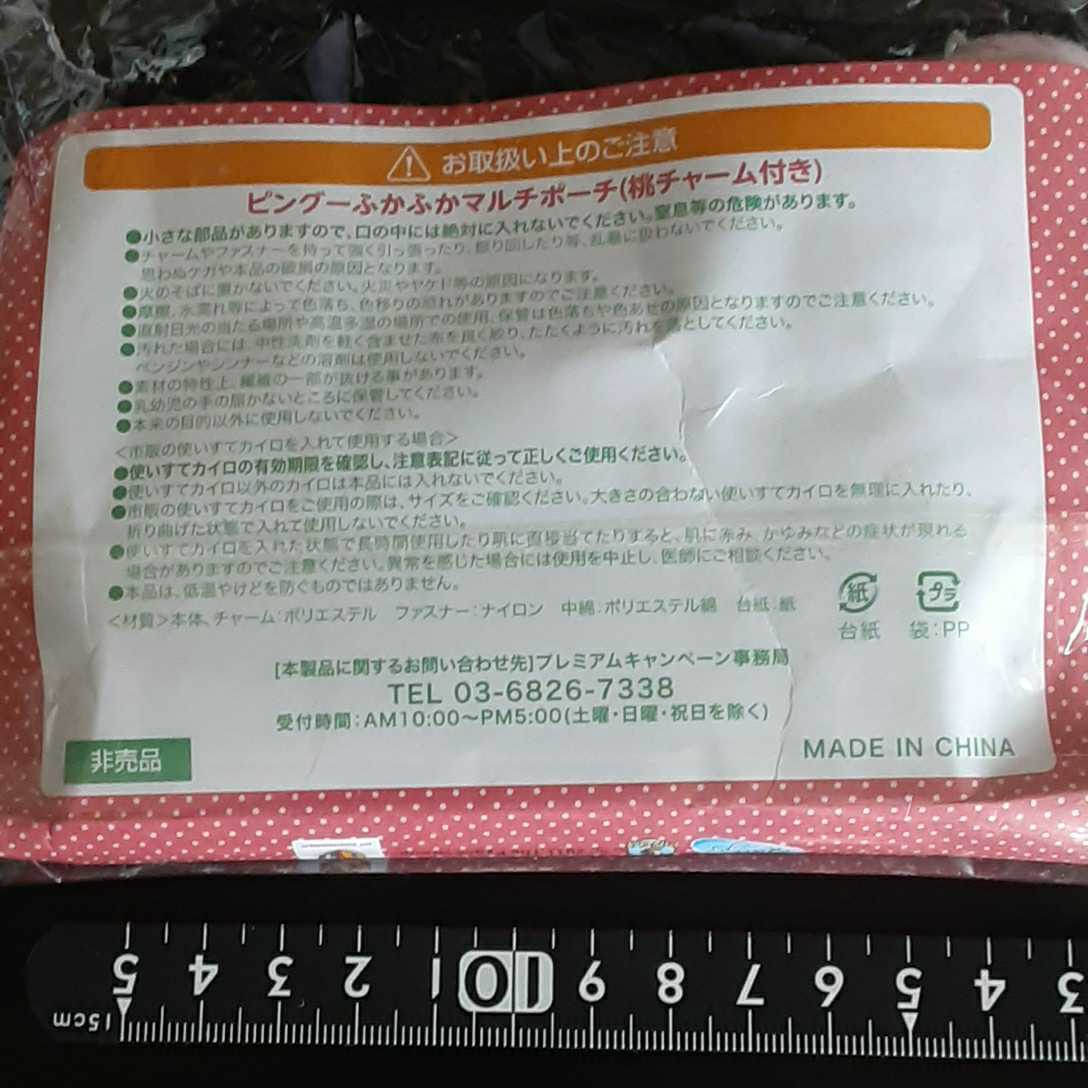 お取扱い上のご注意
ピングーふかふかマルチポーチ(桃チャーム付き)
●小さな部品がありますので、口の中には絶対に入れないでください。窒息等の危険があります。
●チャームやファスナーを持って強く引っ張ったり、振り回したり等、乱暴に扱わないでください。
思わぬケガや本品の破損の原因となります。
●火のそばに置かないでください。火災やヤケド等の原因になります。
●摩擦、水濡れ等によって色落ち、色移りの恐れがありますのでご注意ください。
●直射日光の当たる場所や高温多湿の場所での使用、保管は色落ちや色あせの原因となりますのでご注意ください。
●汚れた場合には、中性洗剤を軽く含ませた布を良く絞り、たたくように汚れを落としてください。
ベンジンやシンナーなどの溶剤は使用しないでください。
●素材の特性上、繊維の一部が抜ける事があります。
●乳幼児の手の届かないところに保管してください。
●本来の目的以外に使用しないでください。
<市販の使いすてカイロを入れて使用する場合>
●使いすてカイロの有効期限を確認し、注意表記に従って正しくご使用ください。
●使いすてカイロ以外のカイロは本品には入れないでください。
●市販の使いすてカイロをご使用の際は、サイズをご確認ください。大きさの合わない使いすてカイロを無理に入れたり、
折り曲げた状態で入れて使用しないでください。
●使いすてカイロを入れた状態で長時間使用したり肌に直接当てたりすると、肌に赤み、かゆみなどの症状が現れる
場合がありますのでご注意ください。異常を感じた場合には使用を中止し、医師にご相談ください。
●本品は、低温やけどを防ぐものではありません。
<材質>本体、チャーム:ポリエステル ファスナー:ナイロン 中綿:ポリエステル綿 台紙:紙
紙 プラ
台紙 袋:PP
[本製品に関するお問い合わせ先]プレミアムキャンペーン事務局
TEL 03-6826-7338
受付時間:AM10:00〜PM5:00(土曜・日曜・祝日を除く)
非売品
MADE IN CHINA
5 4 3 2 1 10 9 8 7 6 5 4 3
15cm